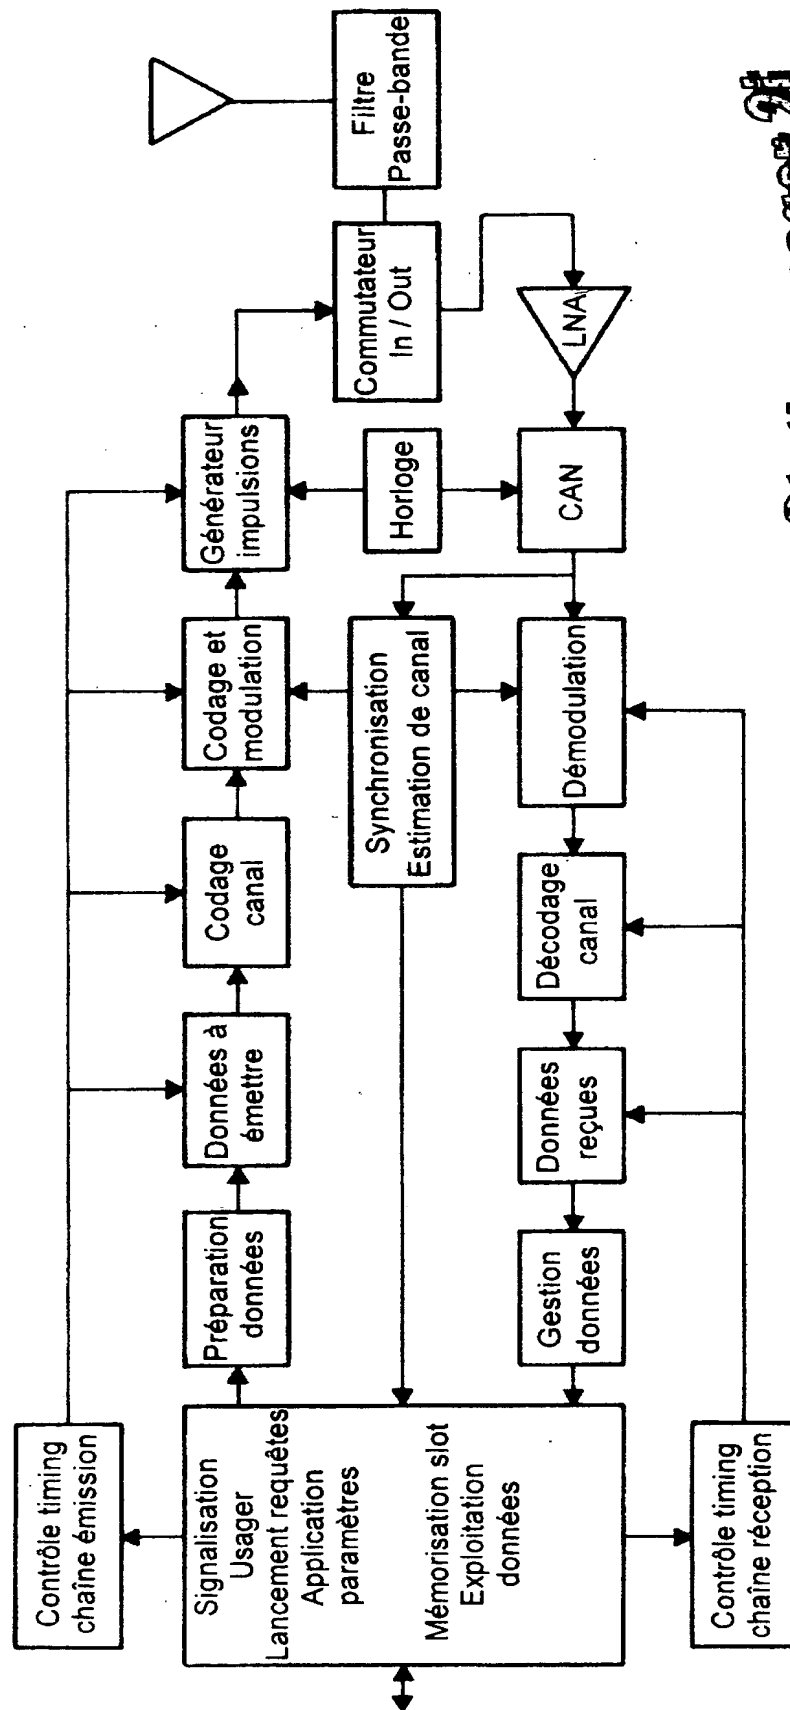 Contrôle timing
chaîne émission
Signalisation
Usager
Lancement requêtes
Application
paramètres
Mémorisation slot
Exploitation
données
Contrôle timing
chaîne réception
Préparation
données
Données à
émettre
Codage
canal
Codage et
modulation
Générateur
impulsions
Commutateur
In / Out
Filtre
Passe-bande
Horloge
Synchronisation
Estimation de canal
LNA
CAN
Démodulation
Décodage
canal
Données
reçues
Gestion
données